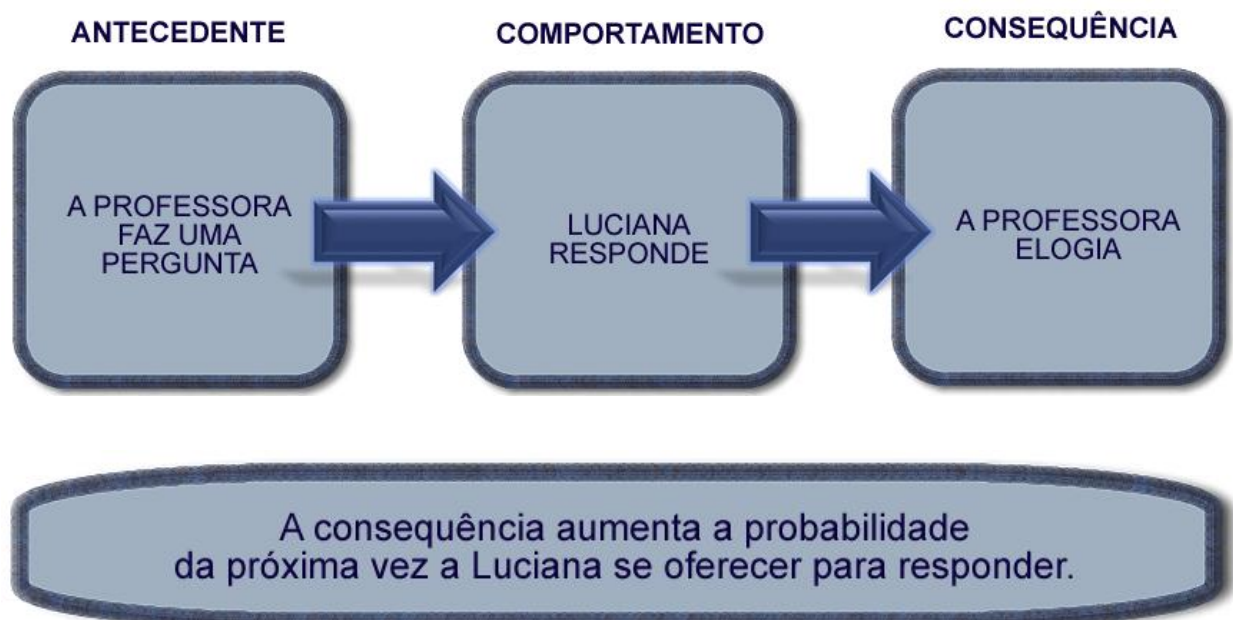 ANTECEDENTE
COMPORTAMENTO
CONSEQUÊNCIA
A PROFESSORA
FAZ UMA
PERGUNTA
LUCIANA
RESPONDE
A PROFESSORA
ELOGIA
A consequência aumenta a probabilidade
da próxima vez a Luciana se oferecer para responder.